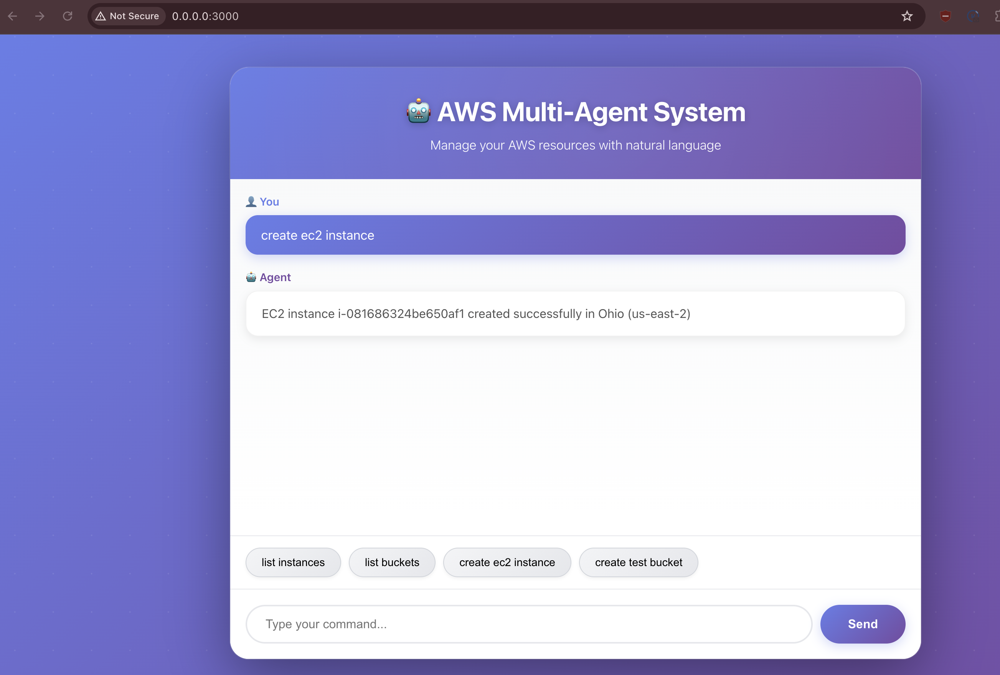 Not Secure 0.0.0.0:3000
🤖 AWS Multi-Agent System
Manage your AWS resources with natural language
👤 You
create ec2 instance
🤖 Agent
EC2 instance i-081686324be650af1 created successfully in Ohio (us-east-2)
list instances list buckets create ec2 instance create test bucket
Type your command... Send